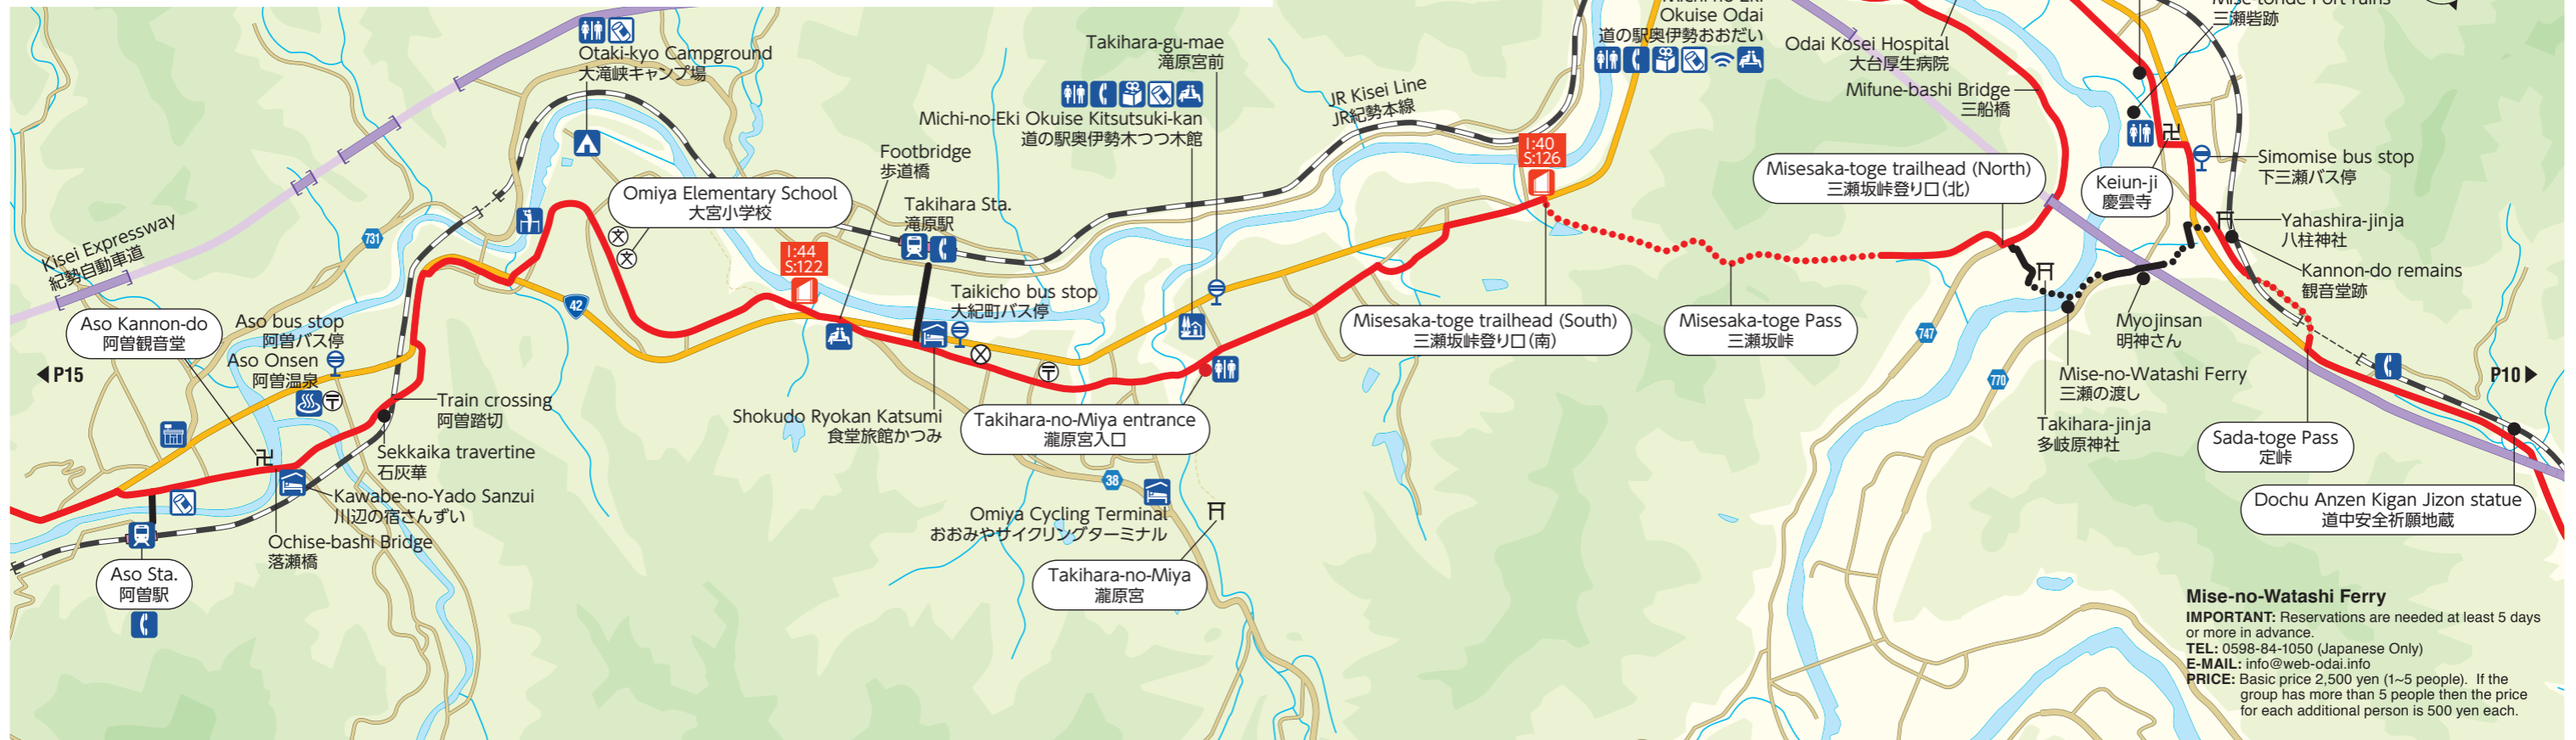 Otaki-kyo Campground
大滝峡キャンプ場
Takihara-gu-mae
滝原宮前
Michi-no-Eki Okuise Kitsutsuki-kan
道の駅奥伊勢木つつ木館
Footbridge
歩道橋
Omiya Elementary School
大宮小学校
Takihara Sta.
滝原駅
JR Kisei Line
JR紀勢本線
Okuise Odai
道の駅奥伊勢おおだい
I:40
S:126
Odai Kosei Hospital
大台厚生病院
Mifune-bashi Bridge
三船橋
三瀬砦跡
Misesaka-toge trailhead (North)
三瀬坂峠登り口(北)
Keiun-ji
慶雲寺
Simomise bus stop
下三瀬バス停
Yahashira-jinja
八柱神社
Kannon-do remains
観音堂跡
Kisei Expressway
紀勢自動車道
731
I:44
S:122
42
Taikicho bus stop
大紀町バス停
Aso Kannon-do
阿曽観音堂
Aso bus stop
阿曽バス停
Aso Onsen
阿曽温泉
P15
Train crossing
阿曽踏切
Sekkaika travertine
石灰華
Kawabe-no-Yado Sanzui
川辺の宿さんずい
Ochise-bashi Bridge
落瀬橋
Aso Sta.
阿曽駅
Shokudo Ryokan Katsumi
食堂旅館かつみ
Takihara-no-Miya entrance
瀧原宮入口
38
Omiya Cycling Terminal
おおみやサイクリングターミナル
Takihara-no-Miya
瀧原宮
Misesaka-toge trailhead (South)
三瀬坂峠登り口(南)
Misesaka-toge Pass
三瀬坂峠
747
770
Myojinsan
明神さん
Mise-no-Watashi Ferry
三瀬の渡し
Takihara-jinja
多岐原神社
P10
Sada-toge Pass
定峠
Dochu Anzen Kigan Jizon statue
道中安全祈願地蔵
Mise-no-Watashi Ferry
IMPORTANT: Reservations are needed at least 5 days
or more in advance.
TEL: 0598-84-1050 (Japanese Only)
E-MAIL: info@web-odai.info
PRICE: Basic price 2,500 yen (1~5 people). If the
group has more than 5 people then the price
for each additional person is 500 yen each.